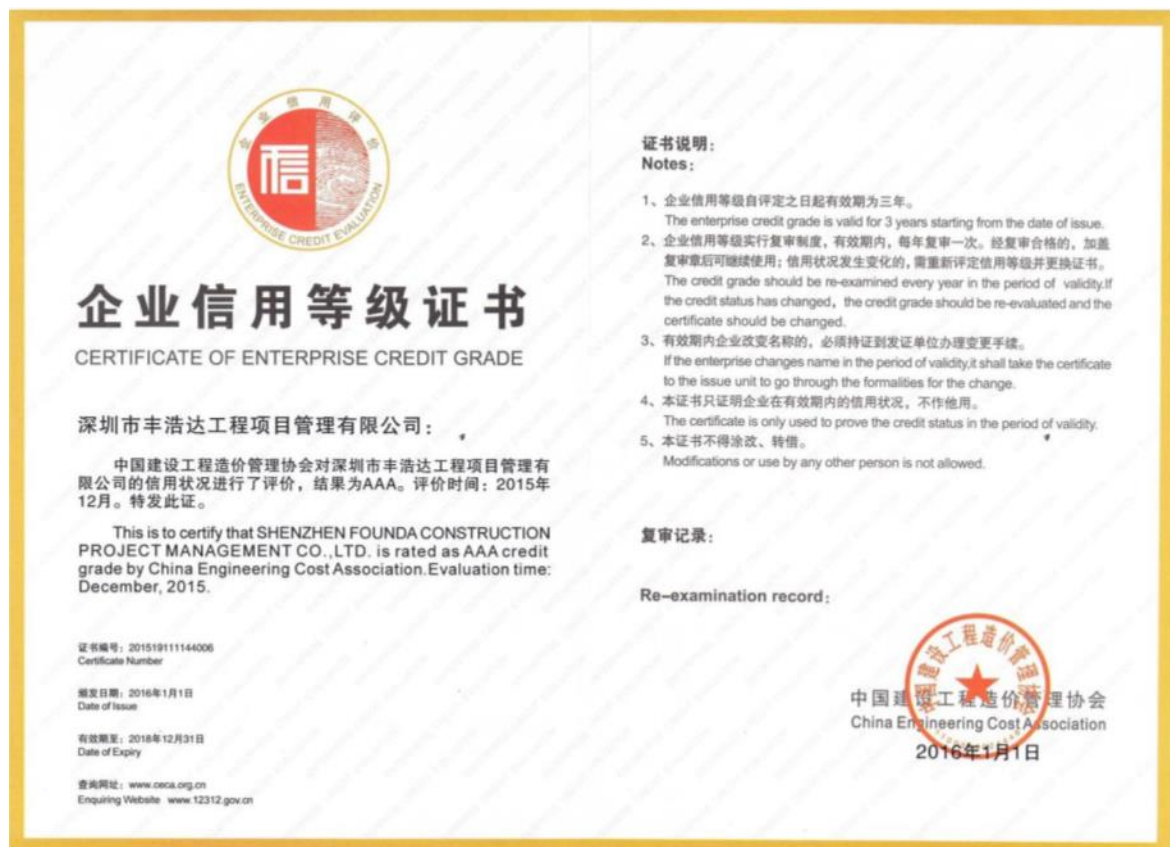 企业信用评价
信
ENTERPRISE CREDIT EVALUATION
企业信用等级证书
CERTIFICATE OF ENTERPRISE CREDIT GRADE
深圳市丰浩达工程项目管理有限公司：
中国建设工程造价管理协会对深圳市丰浩达工程项目管理有
限公司的信用状况进行了评价，结果为AAA。评价时间：2015年
12月。特发此证。
This is to certify that SHENZHEN FOUNDA CONSTRUCTION
PROJECT MANAGEMENT CO.,LTD. is rated as AAA credit
grade by China Engineering Cost Association.Evaluation time:
December, 2015.
证书编号：201519111144006
Certificate Number
颁发日期：2016年1月1日
Date of Issue
有效期至：2018年12月31日
Date of Expiry
查询网址：www.ceca.org.cn
Enquiring Website www.12312.gov.cn
证书说明：
Notes：
1、企业信用等级自评定之日起有效期为三年。
The enterprise credit grade is valid for 3 years starting from the date of issue.
2、企业信用等级实行复审制度，有效期内，每年复审一次。经复审合格的，加盖
复审章后可继续使用；信用状况发生变化的，需重新评定信用等级并更换证书。
The credit grade should be re-examined every year in the period of validity.If
the credit status has changed，the credit grade should be re-evaluated and the
certificate should be changed.
3、有效期内企业改变名称的，必须持证到发证单位办理变更手续。
If the enterprise changes name in the period of validity,it shall take the certificate
to the issue unit to go through the formalities for the change.
4、本证书只证明企业在有效期内的信用状况，不作他用。
The certificate is only used to prove the credit status in the period of validity.
5、本证书不得涂改、转借。
Modifications or use by any other person is not allowed.
复审记录：
Re-examination record：
中国建设工程造价管理协会
中国建设工程造价管理协会
China Engineering Cost Association
2016年1月1日